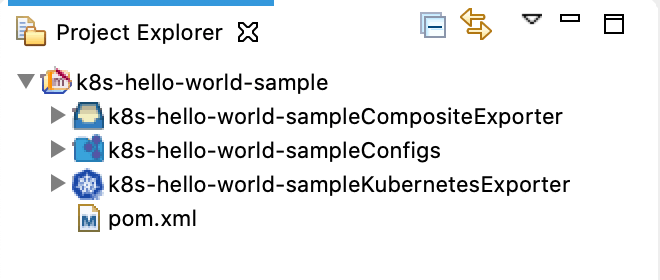 Project Explorer
k8s-hello-world-sample
k8s-hello-world-sampleCompositeExporter
k8s-hello-world-sampleConfigs
k8s-hello-world-sampleKubernetesExporter
pom.xml